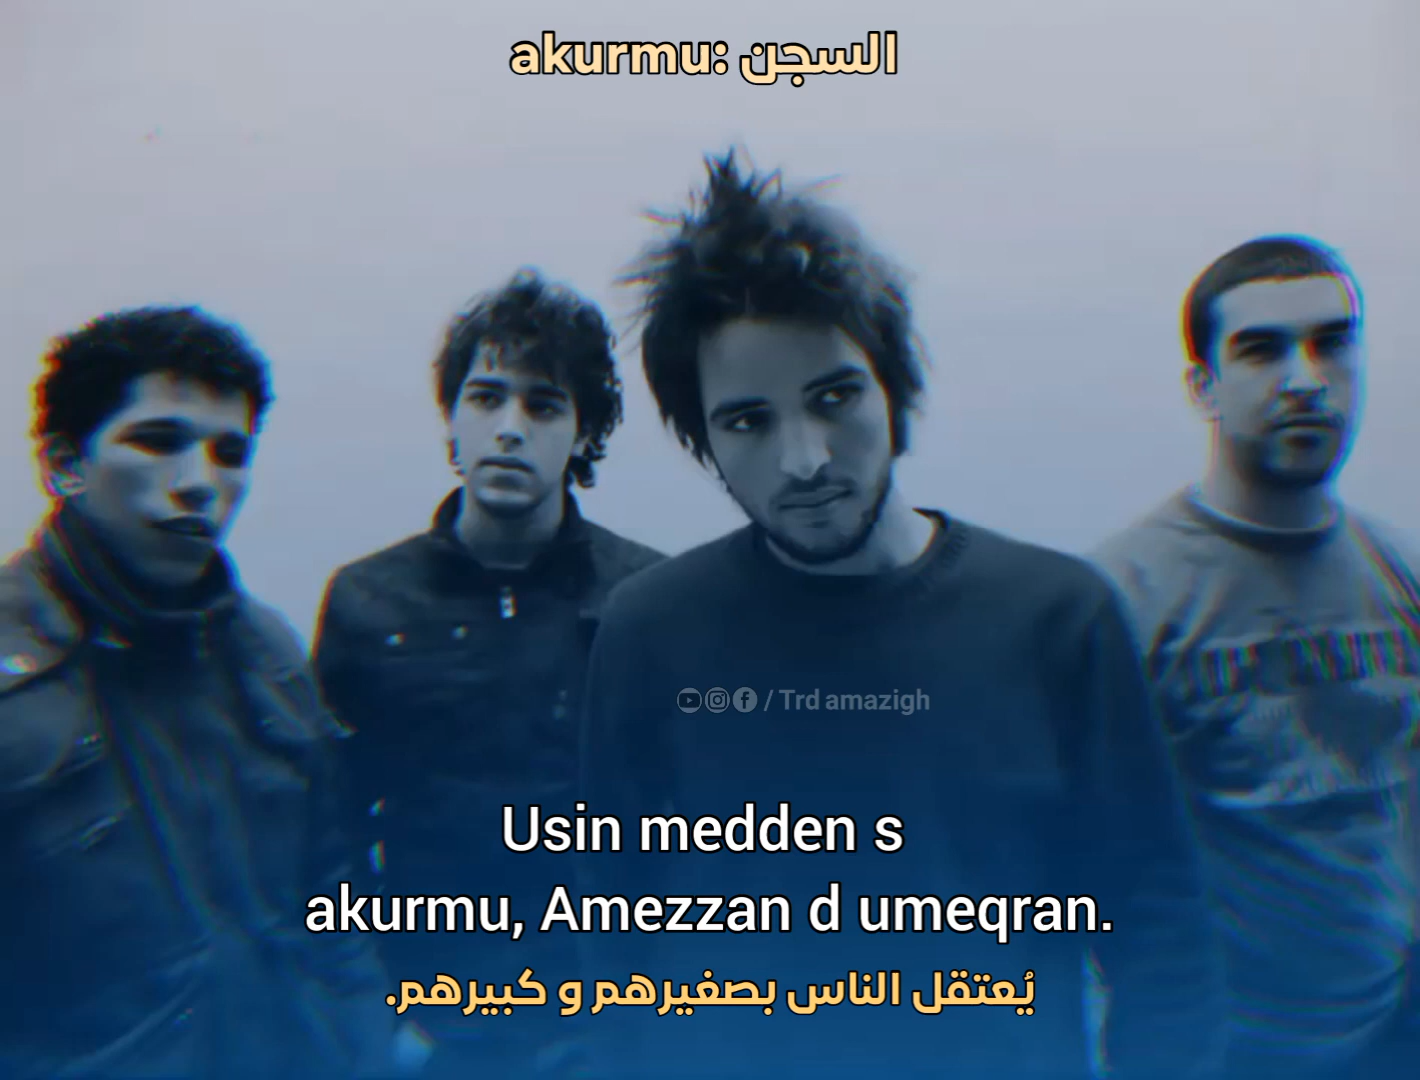 akurmu: السجن
/ Trd amazigh
Usin medden s
akurmu, Amezzan d umeqran.
يُعتقل الناس بصغيرهم و كبيرهم.